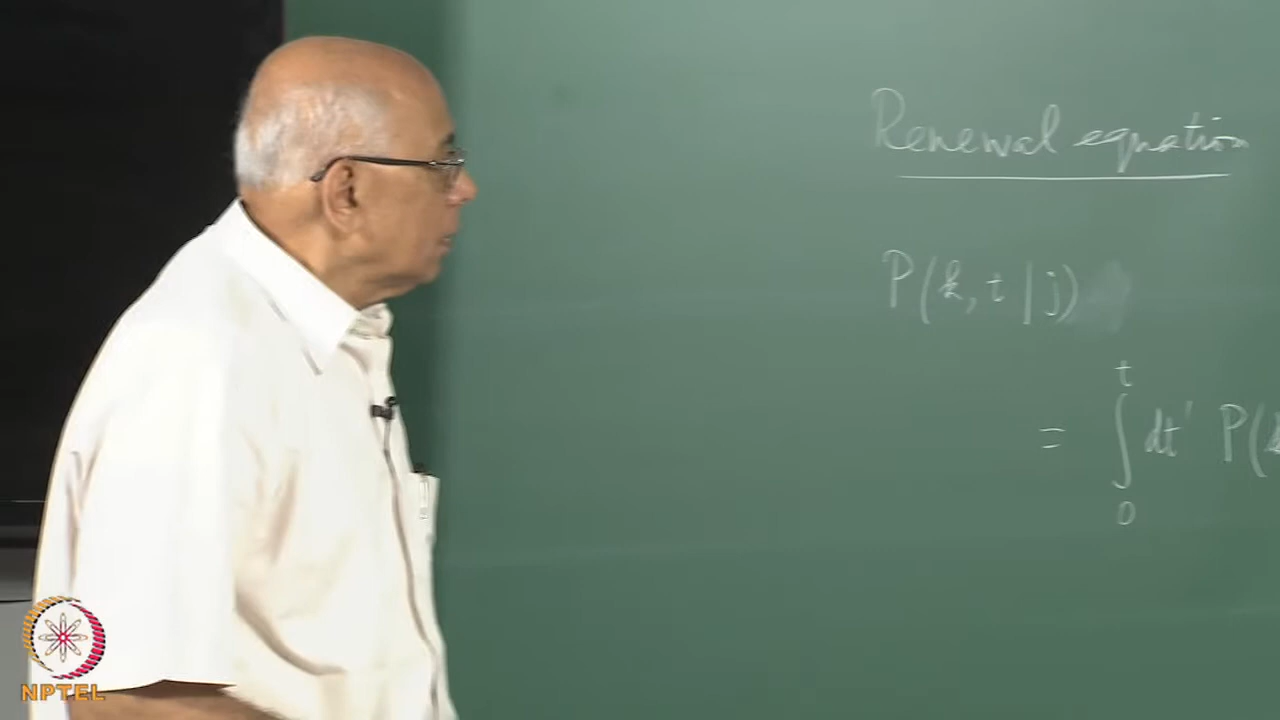 Renewal equation
P(k, t | j)
= ∫₀ᵗ dt' P(k
NPTEL